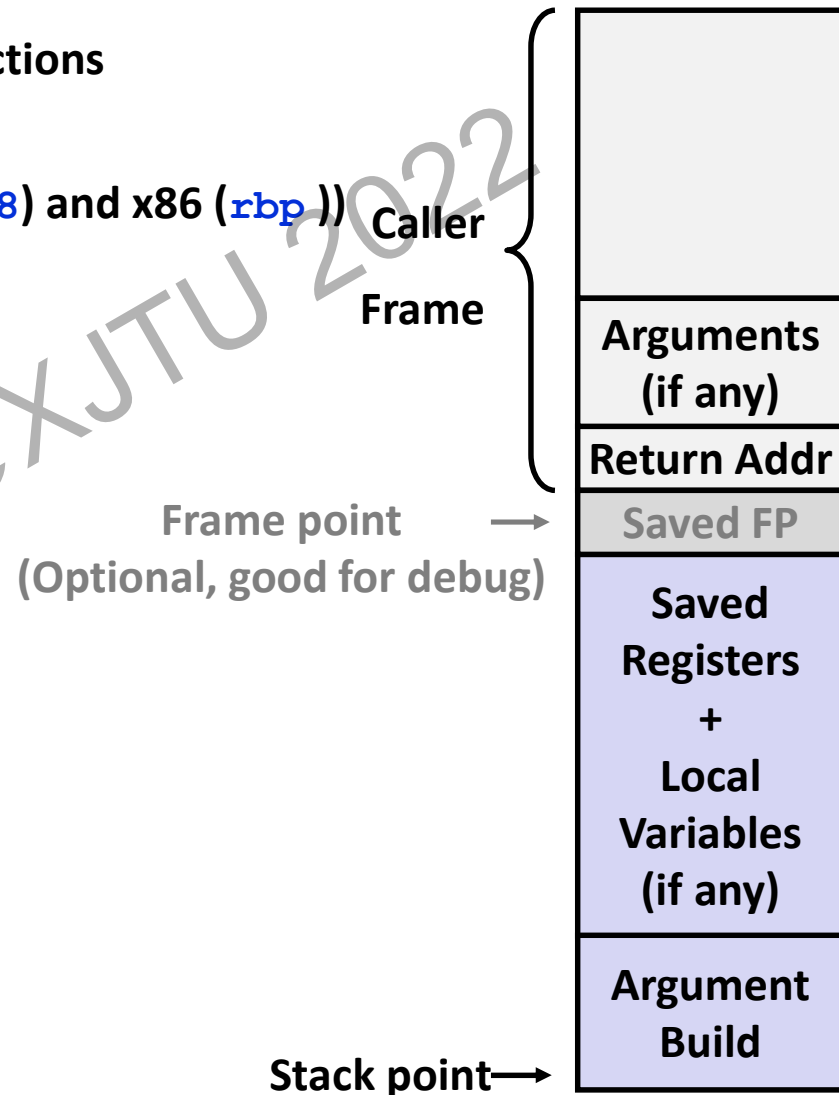 ctions
8) and x86 (rbp ))
XJTU 2022
Caller
Frame
Arguments
(if any)
Return Addr
Frame point
(Optional, good for debug)
Saved FP
Saved
Registers
+
Local
Variables
(if any)
Argument
Build
Stack point